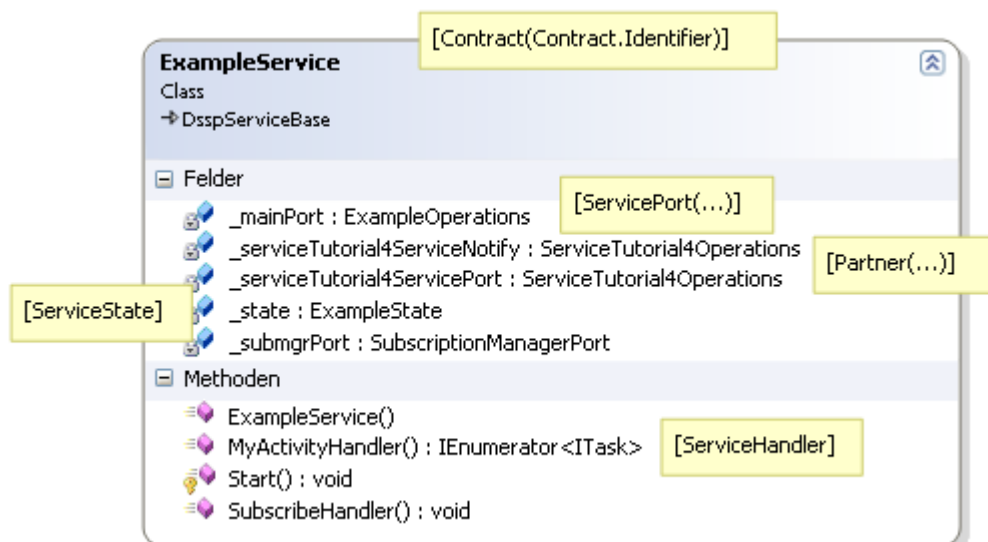 [Contract(Contract.Identifier)]
ExampleService
Class
DsspServiceBase
Felder
[ServicePort(...)]
_mainPort : ExampleOperations
_serviceTutorial4ServiceNotify : ServiceTutorial4Operations
[Partner(...)]
_serviceTutorial4ServicePort : ServiceTutorial4Operations
[ServiceState]
_state : ExampleState
_submgrPort : SubscriptionManagerPort
Methoden
ExampleService()
MyActivityHandler() : IEnumerator<ITask>
[ServiceHandler]
Start() : void
SubscribeHandler() : void